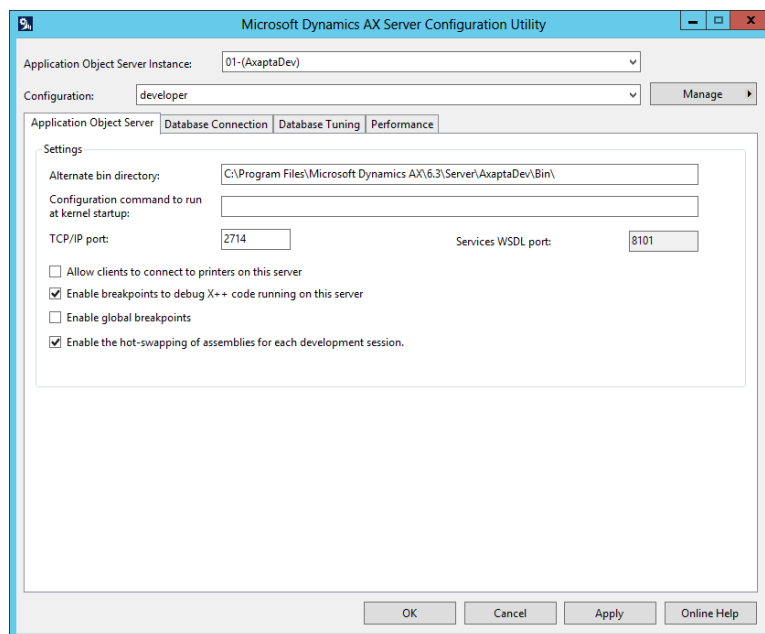 Microsoft Dynamics AX Server Configuration Utility
Application Object Server Instance: 01-(AxaptaDev)
Configuration: developer Manage
Application Object Server Database Connection Database Tuning Performance
Settings
Alternate bin directory: C:\Program Files\Microsoft Dynamics AX\6.3\Server\AxaptaDev\Bin\
Configuration command to run
at kernel startup:
TCP/IP port: 2714 Services WSDL port: 8101
Allow clients to connect to printers on this server
Enable breakpoints to debug X++ code running on this server
Enable global breakpoints
Enable the hot-swapping of assemblies for each development session.
OK Cancel Apply Online Help